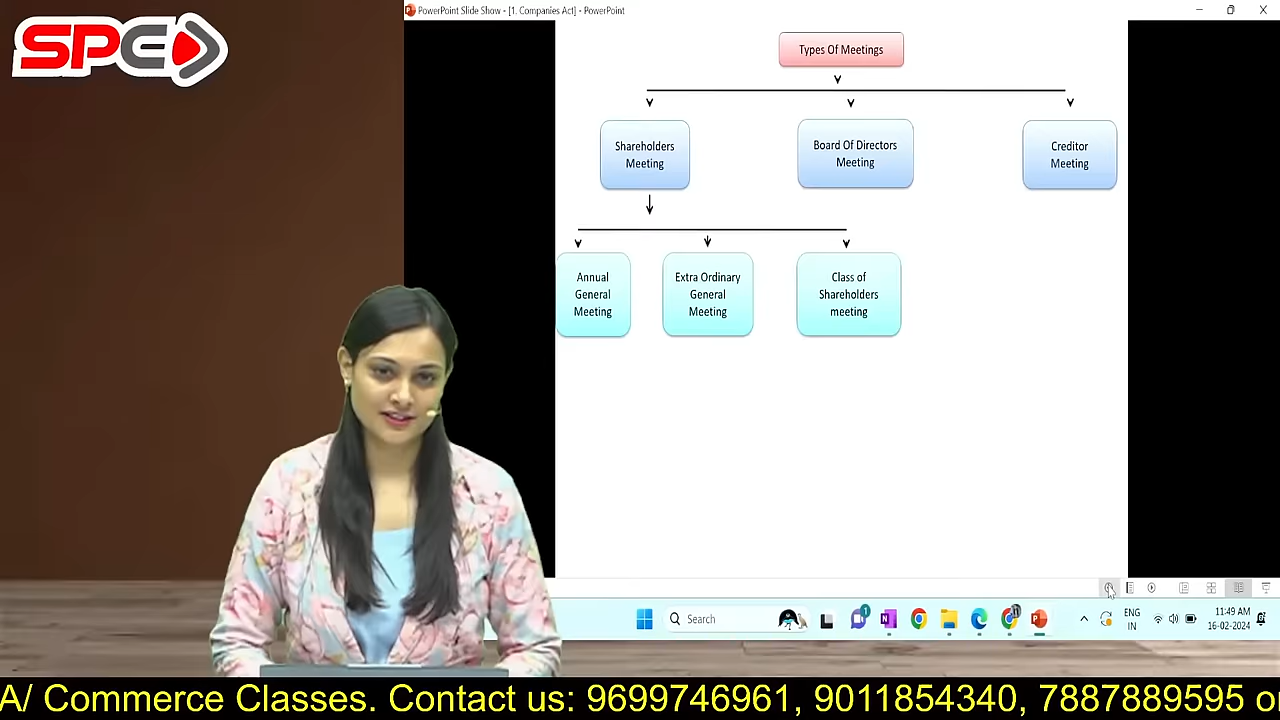 SPC
PowerPoint Slide Show - [1. Companies Act] - PowerPoint
Types Of Meetings
Shareholders
Meeting
Board Of Directors
Meeting
Creditor
Meeting
Annual
General
Meeting
Extra Ordinary
General
Meeting
Class of
Shareholders
meeting
Search
ENG
IN
11:49 AM
16-02-2024
A/ Commerce Classes. Contact us: 9699746961, 9011854340, 7887889595 or